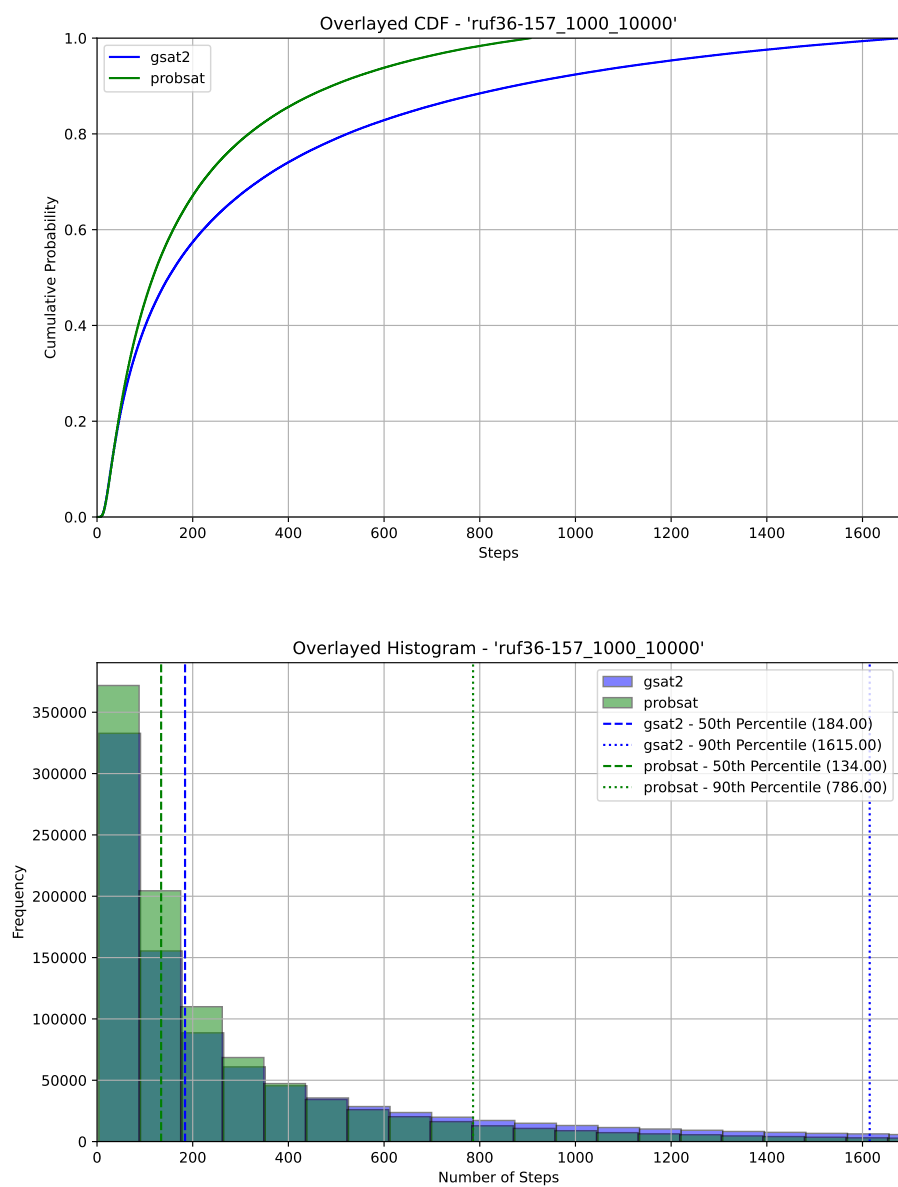 Overlayed CDF - 'ruf36-157_1000_10000'
gsat2
probsat
Cumulative Probability
1.0
0.8
0.6
0.4
0.2
0.0
0 200 400 600 800 1000 1200 1400 1600
Steps
Overlayed Histogram - 'ruf36-157_1000_10000'
gsat2
probsat
gsat2 - 50th Percentile (184.00)
gsat2 - 90th Percentile (1615.00)
probsat - 50th Percentile (134.00)
probsat - 90th Percentile (786.00)
Frequency
350000
300000
250000
200000
150000
100000
50000
0
0 200 400 600 800 1000 1200 1400 1600
Number of Steps